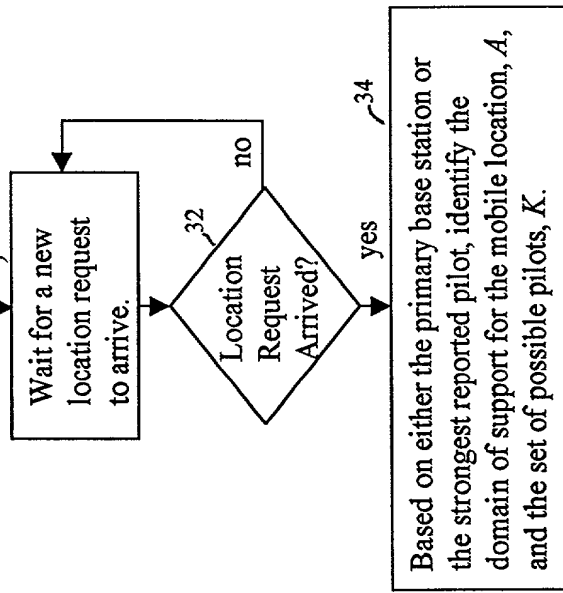 Wait for a new
location request
to arrive.
32
Location
Request
Arrived?
no
yes
34
Based on either the primary base station or
the strongest reported pilot, identify the
domain of support for the mobile location, A,
and the set of possible pilots, K.